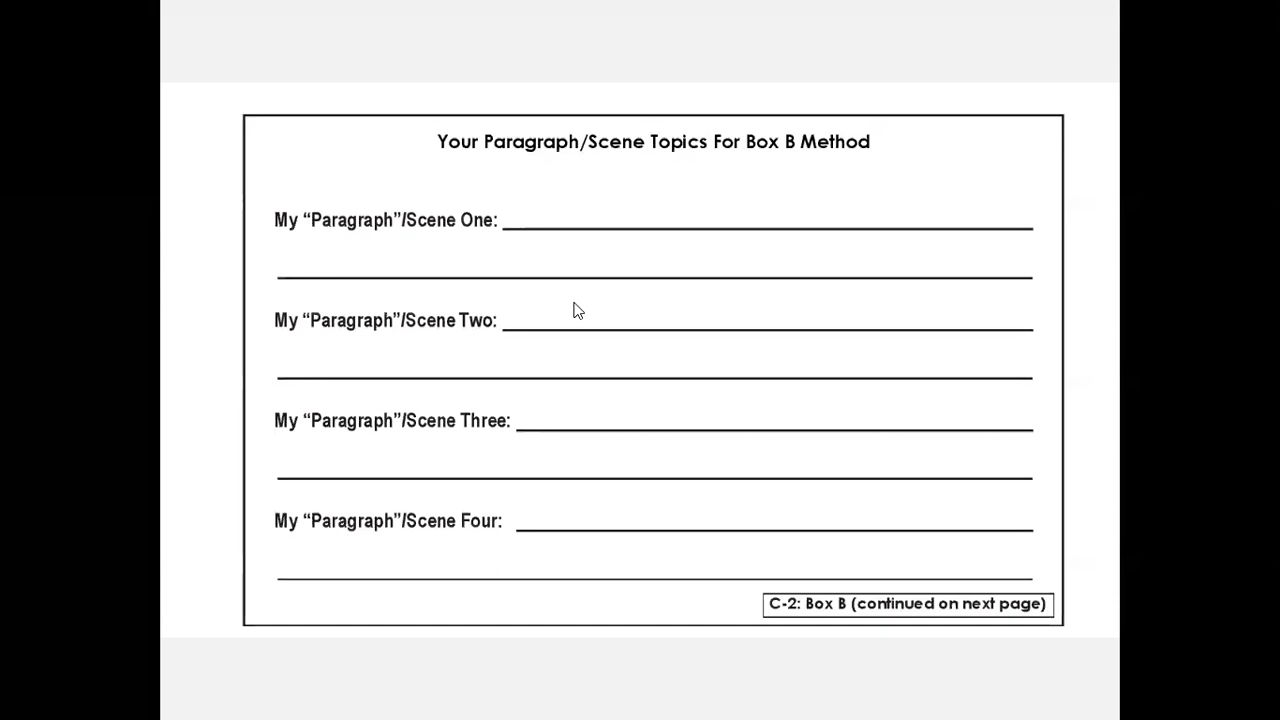 Your Paragraph/Scene Topics For Box B Method
My “Paragraph”/Scene One:
My “Paragraph”/Scene Two:
My “Paragraph”/Scene Three:
My “Paragraph”/Scene Four:
C-2: Box B (continued on next page)